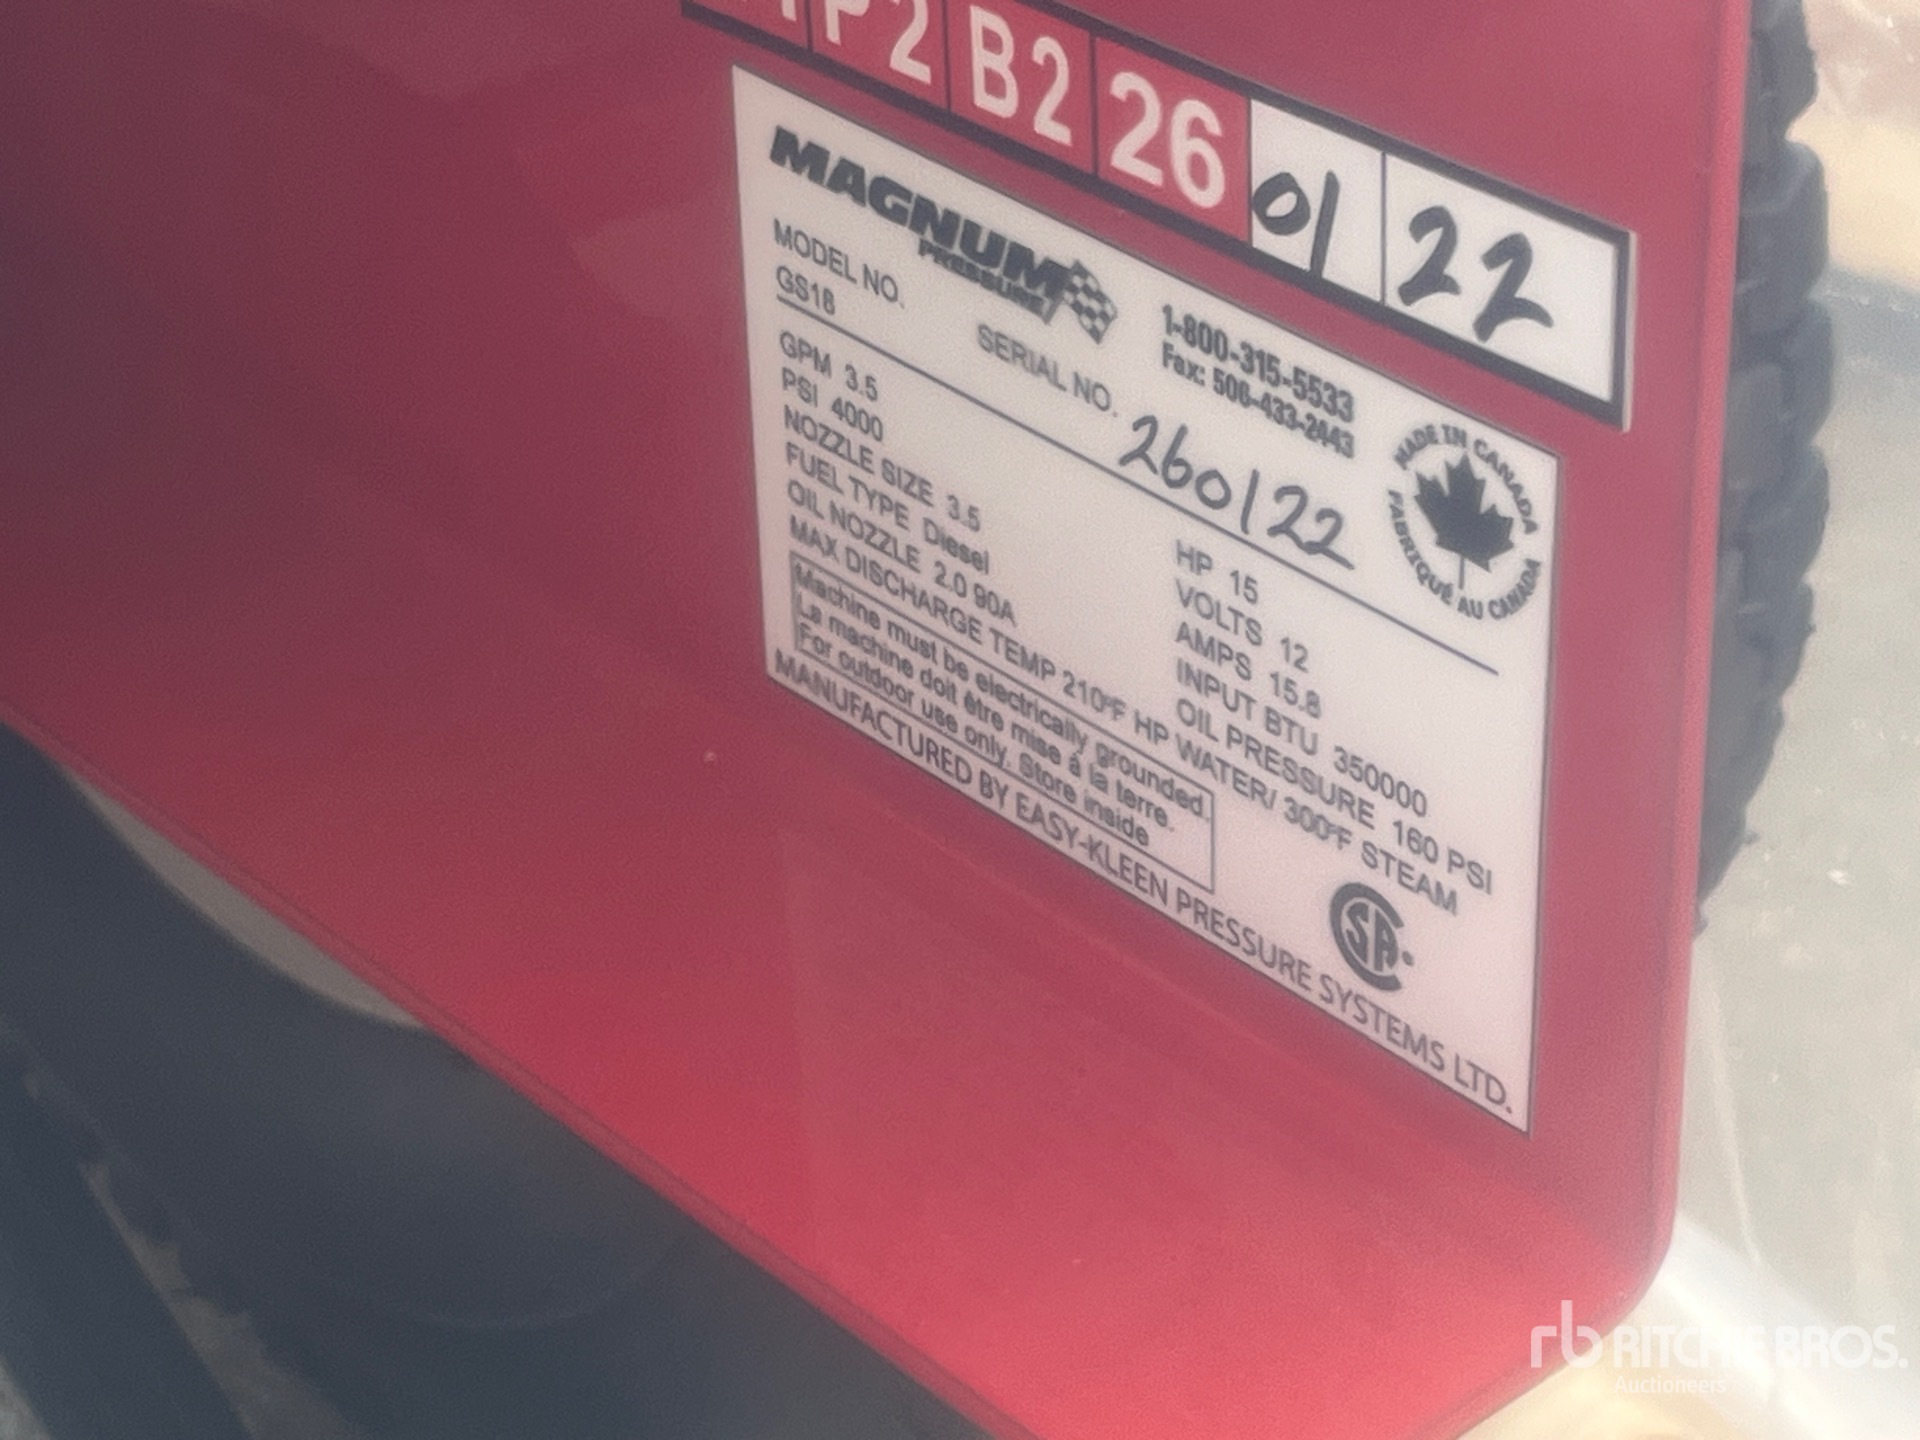 P2 B2 26 01 22
MAGNUM
PRESSURE
1-800-315-5533
Fax: 506-433-2443
MADE IN CANADA
FABRIQUÉ AU CANADA
MODEL NO.
GS18
SERIAL NO. 260122
GPM 3.5
PSI 4000
NOZZLE SIZE 3.5
FUEL TYPE Diesel
OIL NOZZLE 2.0 90A
HP 15
VOLTS 12
AMPS 15.8
INPUT BTU 350000
OIL PRESSURE 160 PSI
MAX DISCHARGE TEMP 210°F HP WATER/ 300°F STEAM
Machine must be electrically grounded.
La machine doit être mise à la terre.
For outdoor use only. Store inside
MANUFACTURED BY EASY-KLEEN PRESSURE SYSTEMS LTD.
rb RITCHIE BROS.
Auctioneers